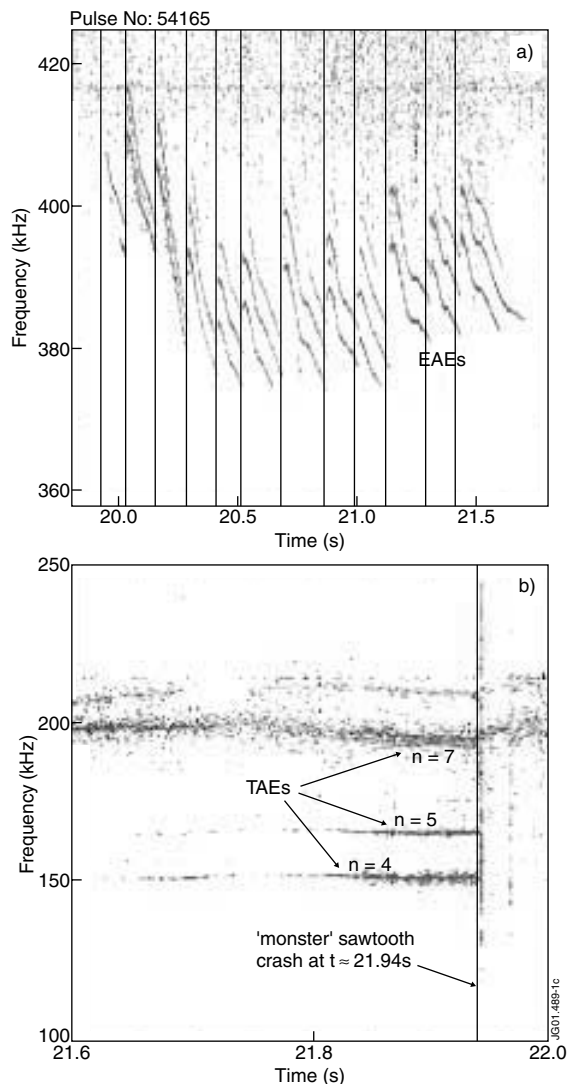 Pulse No: 54165
a)
420
400
380
360
Frequency (kHz)
EAEs
20.0
20.5
21.0
21.5
Time (s)
b)
250
200
150
100
Frequency (kHz)
n = 7
TAEs
n = 5
n = 4
'monster' sawtooth
crash at t ≈ 21.94s
JG01.489-1c
21.6
21.8
22.0
Time (s)